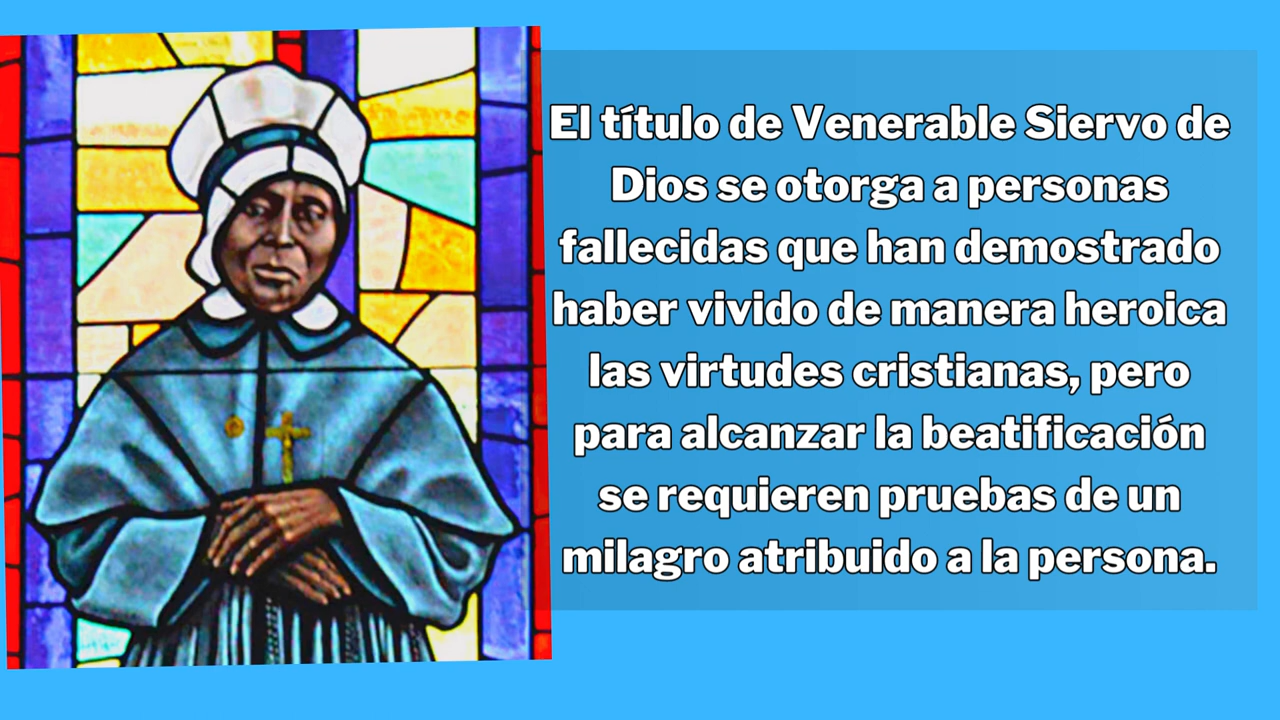 El título de Venerable Siervo de
Dios se otorga a personas
fallecidas que han demostrado
haber vivido de manera heroica
las virtudes cristianas, pero
para alcanzar la beatificación
se requieren pruebas de un
milagro atribuido a la persona.